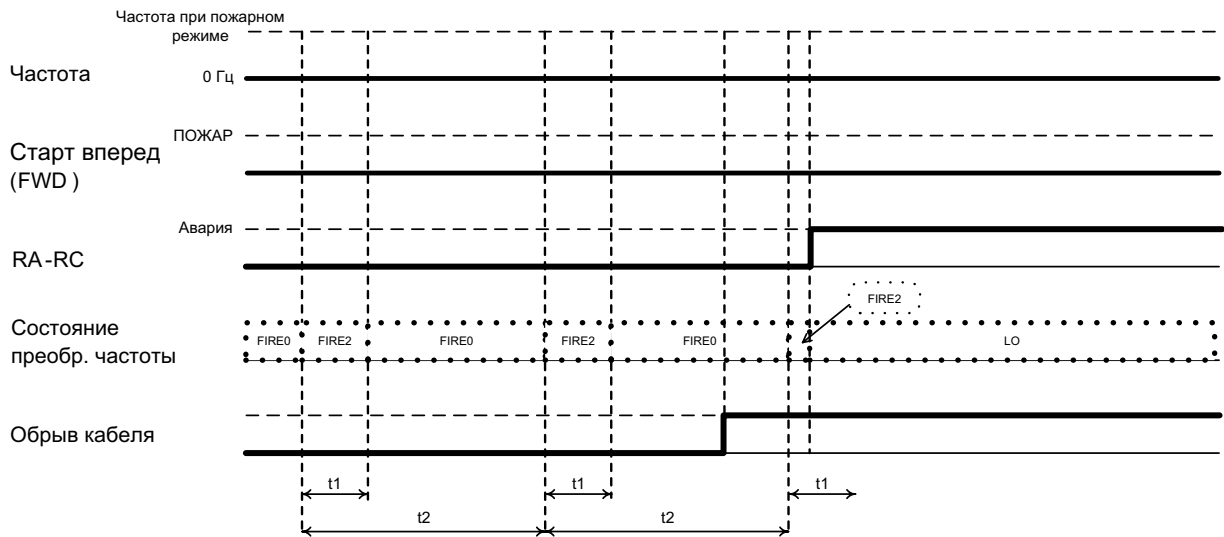 Частота при пожарном
режиме
Частота
0 Гц
ПОЖАР
Старт вперед
(FWD )
Авария
RA-RC
FIRE2
Состояние
преобр. частоты
FIRE0 FIRE2 FIRE0 FIRE2 FIRE0 LO
Обрыв кабеля
t1 t1 t1
t2 t2